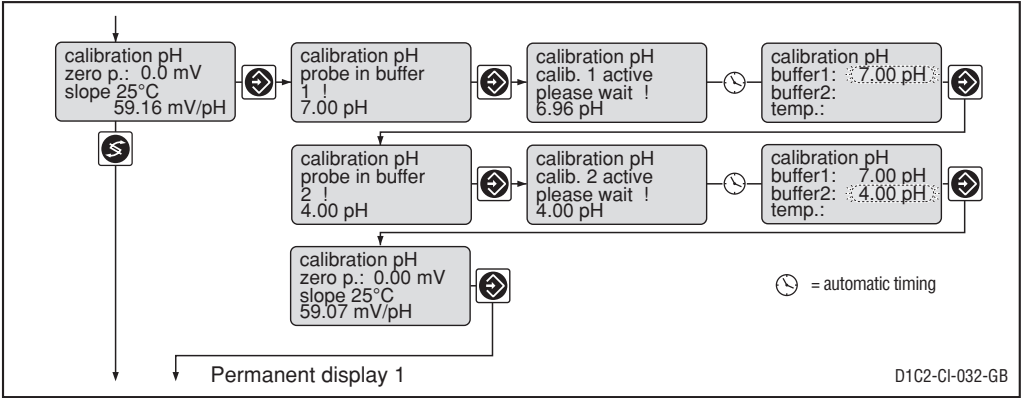 calibration pH
zero p.: 0.0 mV
slope 25°C
59.16 mV/pH
calibration pH
probe in buffer
1 !
7.00 pH
calibration pH
calib. 1 active
please wait !
6.96 pH
calibration pH
buffer1: 7.00 pH
buffer2:
temp.:
calibration pH
probe in buffer
2 !
4.00 pH
calibration pH
calib. 2 active
please wait !
4.00 pH
calibration pH
buffer1: 7.00 pH
buffer2: 4.00 pH
temp.:
calibration pH
zero p.: 0.00 mV
slope 25°C
59.07 mV/pH
= automatic timing
Permanent display 1
D1C2-CI-032-GB